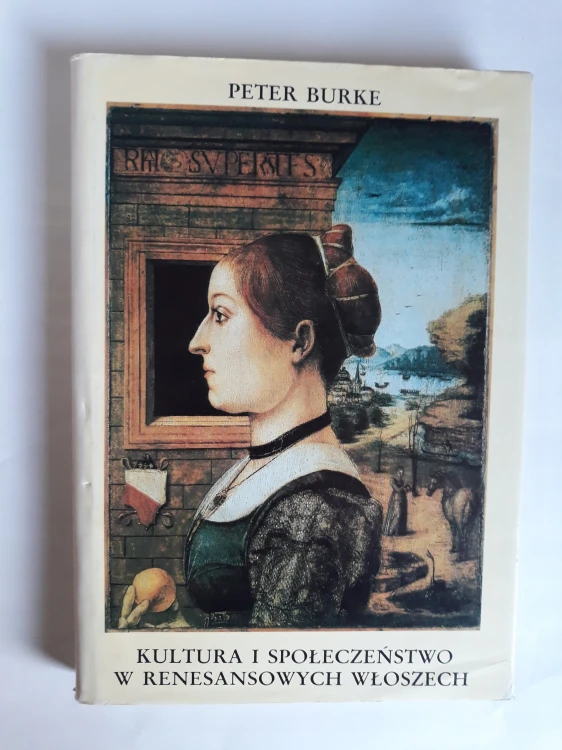 PETER BURKE
KULTURA I SPOŁECZEŃSTWO
W RENESANSOWYCH WŁOSZECH